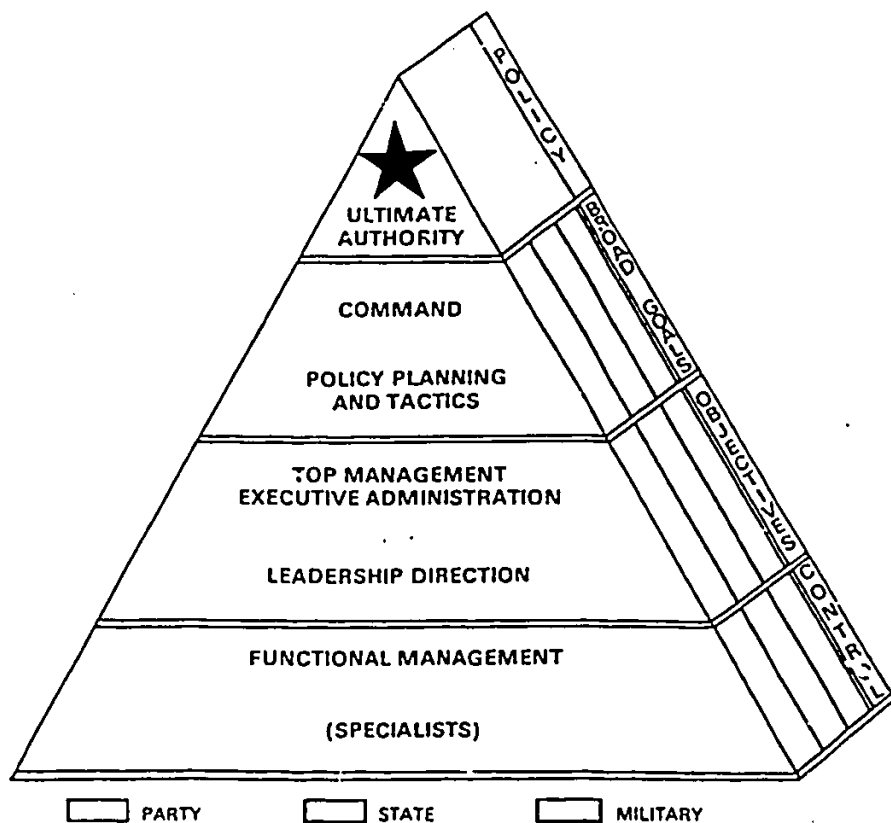 POLICY
ULTIMATE
AUTHORITY
BROAD GOALS
COMMAND
POLICY PLANNING
AND TACTICS
OBJECTIVES
TOP MANAGEMENT
EXECUTIVE ADMINISTRATION
LEADERSHIP DIRECTION
CONTROL
FUNCTIONAL MANAGEMENT
(SPECIALISTS)
PARTY
STATE
MILITARY